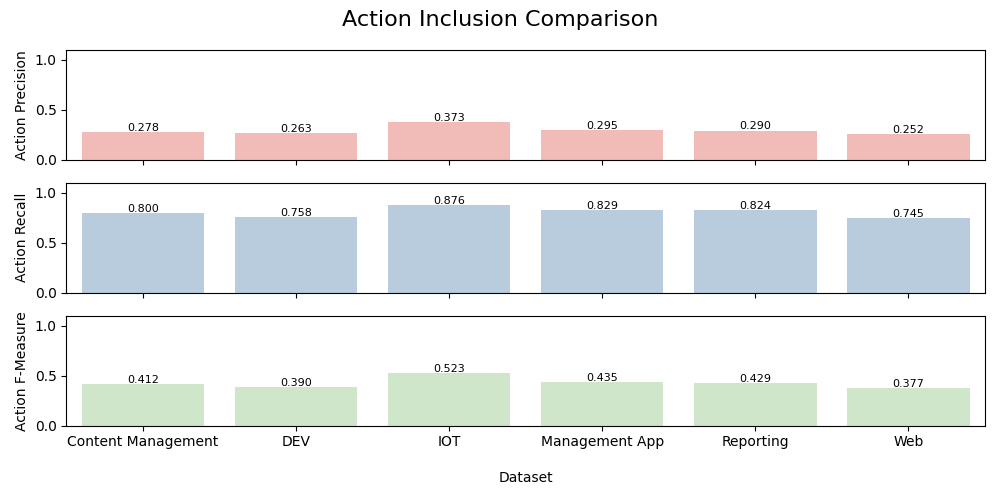 Action Inclusion Comparison
Action Precision
1.0
0.5
0.0
0.278 0.263 0.373 0.295 0.290 0.252
Action Recall
1.0
0.5
0.0
0.800 0.758 0.876 0.829 0.824 0.745
Action F-Measure
1.0
0.5
0.0
0.412 0.390 0.523 0.435 0.429 0.377
Content Management DEV IOT Management App Reporting Web
Dataset